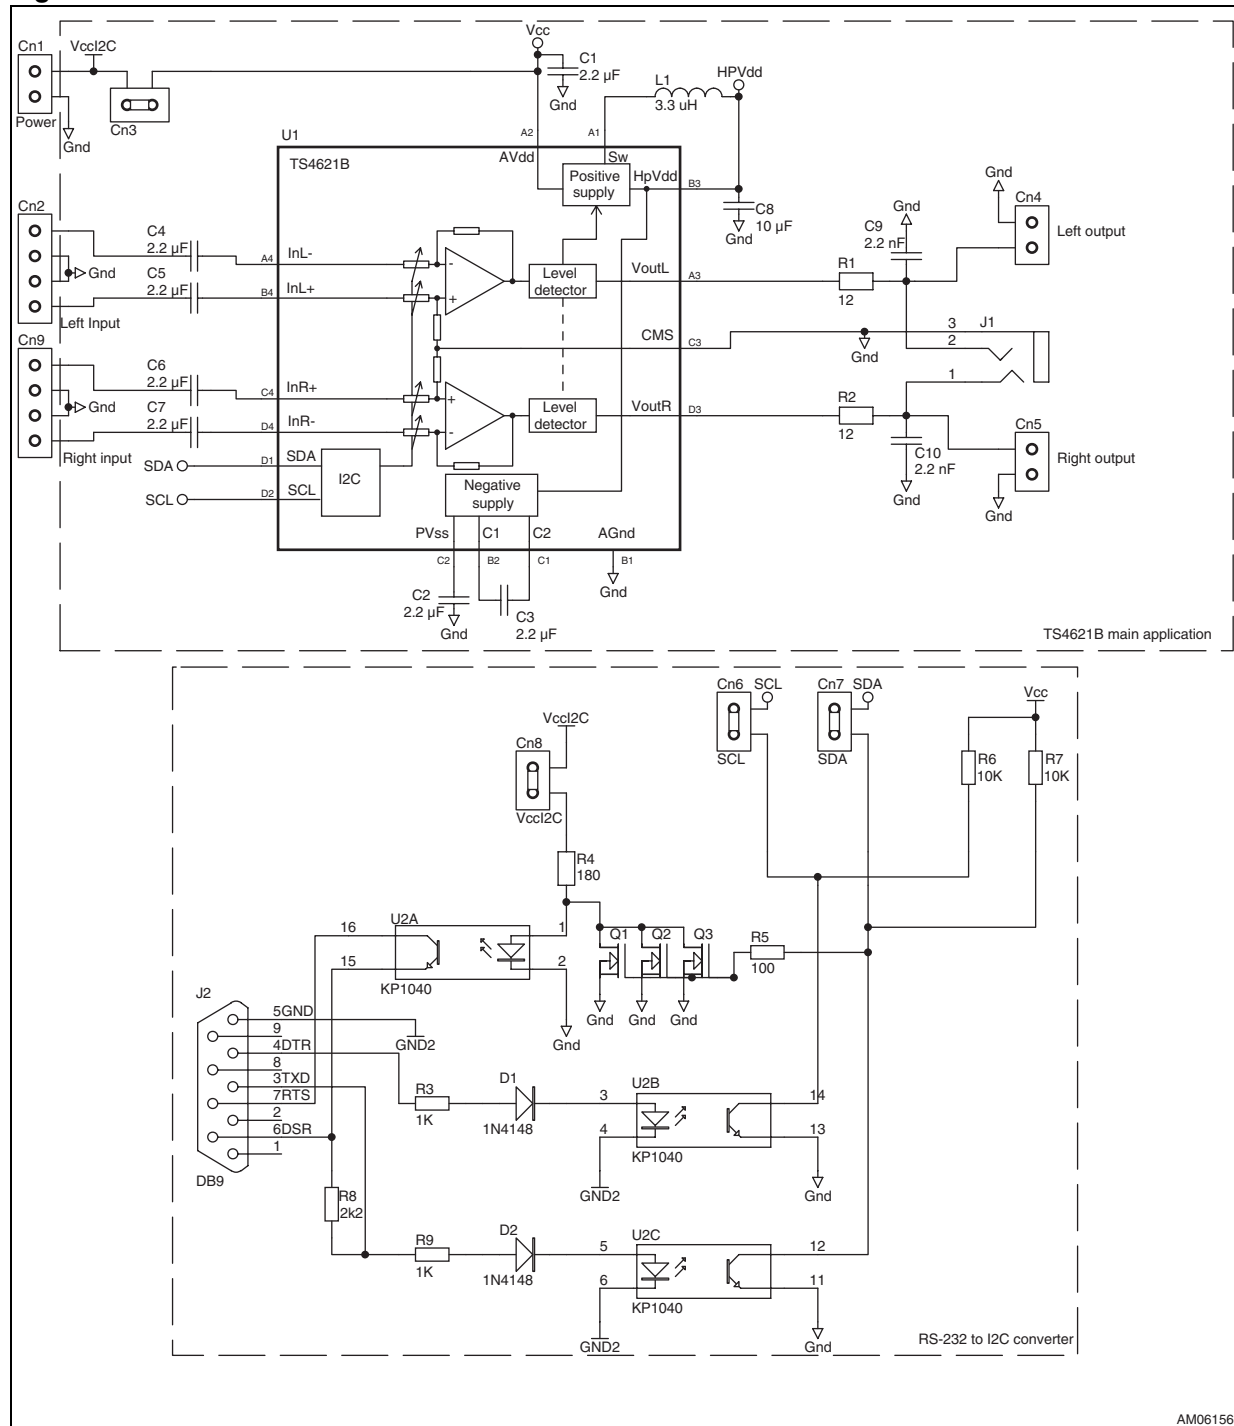 Cn1
VccI2C
Power
Gnd
Cn3
Vcc
C1
2.2 µF
Gnd
L1
3.3 uH
HPVdd
U1
A2
A1
TS4621B
AVdd
Sw
Positive
supply
HpVdd
B3
C8
10 µF
Gnd
Cn2
C4
2.2 µF
Gnd
C5
2.2 µF
Left Input
A4
InL-
B4
InL+
-
+
Level
detector
VoutL
A3
R1
12
C9
2.2 nF
Gnd
Gnd
Cn4
Left output
CMS
C3
Gnd
3
2
1
J1
Cn9
C6
2.2 µF
Gnd
C7
2.2 µF
Right input
C4
InR+
D4
InR-
+
-
Level
detector
VoutR
D3
R2
12
C10
2.2 nF
Gnd
Cn5
Right output
Gnd
SDA
D1
SDA
SCL
D2
SCL
I2C
Negative
supply
PVss
C1
C2
AGnd
C2
B2
C1
B1
Gnd
C2
2.2 µF
Gnd
C3
2.2 µF
TS4621B main application
Cn6
SCL
SCL
Cn7
SDA
SDA
Vcc
R6
10K
R7
10K
VccI2C
Cn8
VccI2C
R4
180
U2A
16
15
1
2
KP1040
Gnd
Q1
Q2
Q3
Gnd
Gnd
Gnd
R5
100
J2
5GND
9
4DTR
8
3TXD
7RTS
2
6DSR
1
DB9
GND2
R3
1K
D1
1N4148
U2B
3
4
14
13
KP1040
GND2
Gnd
R8
2k2
R9
1K
D2
1N4148
U2C
5
6
12
11
KP1040
GND2
Gnd
RS-232 to I2C converter
AM06156